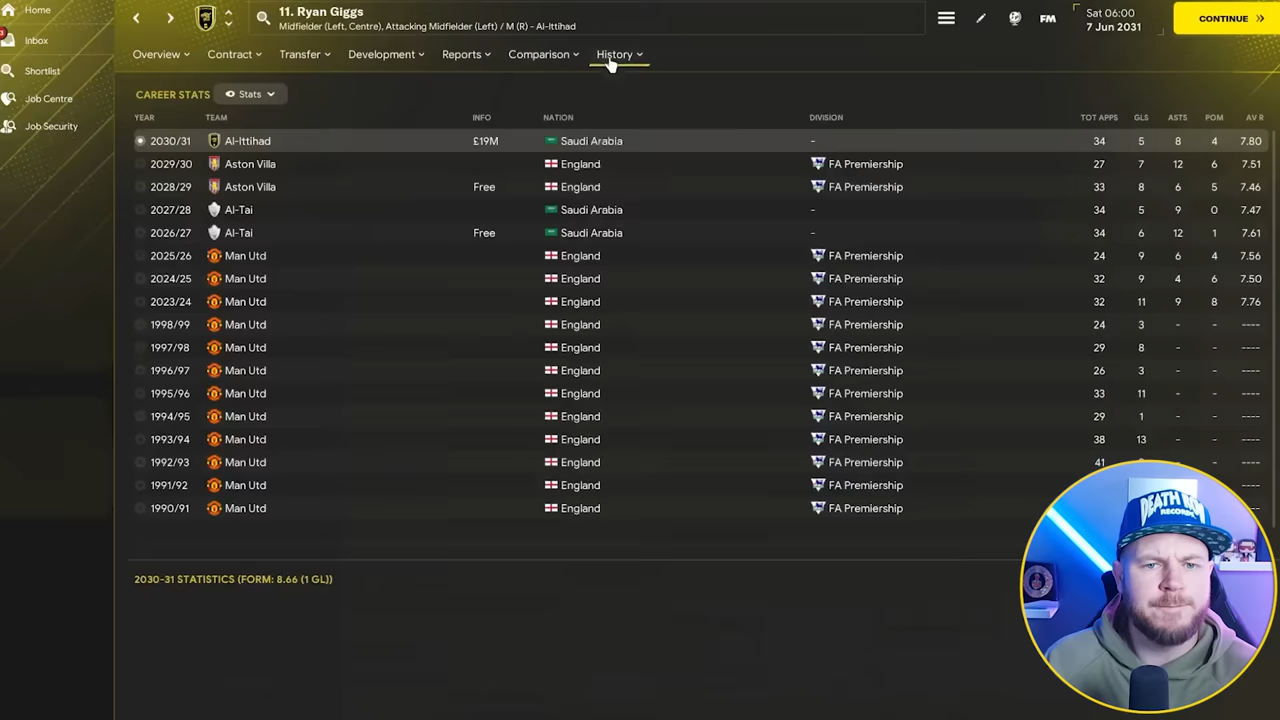 Home
3
Inbox
Shortlist
Job Centre
Job Security
11. Ryan Giggs
Midfielder (Left, Centre), Attacking Midfielder (Left) / M (R) - Al-Ittihad
FM
Sat 06:00
7 Jun 2031
CONTINUE
Overview Contract Transfer Development Reports Comparison History
CAREER STATS Stats
YEAR TEAM INFO NATION DIVISION TOT APPS GLS ASTS POM AV R
2030/31 Al-Ittihad £19M Saudi Arabia - 34 5 8 4 7.80
2029/30 Aston Villa England FA Premiership 27 7 12 6 7.51
2028/29 Aston Villa Free England FA Premiership 33 8 6 5 7.46
2027/28 Al-Tai Saudi Arabia - 34 5 9 0 7.47
2026/27 Al-Tai Free Saudi Arabia - 34 6 12 1 7.61
2025/26 Man Utd England FA Premiership 24 9 6 4 7.56
2024/25 Man Utd England FA Premiership 32 9 4 6 7.50
2023/24 Man Utd England FA Premiership 32 11 9 8 7.76
1998/99 Man Utd England FA Premiership 24 3 - - ----
1997/98 Man Utd England FA Premiership 29 8 - - ----
1996/97 Man Utd England FA Premiership 26 3 - - ----
1995/96 Man Utd England FA Premiership 33 11 - - ----
1994/95 Man Utd England FA Premiership 29 1 - - ----
1993/94 Man Utd England FA Premiership 38 13 - - ----
1992/93 Man Utd England FA Premiership 41 - - ----
1991/92 Man Utd England FA Premiership
1990/91 Man Utd England FA Premiership
2030-31 STATISTICS (FORM: 8.66 (1 GL))
DEATH ROW
RECORDS